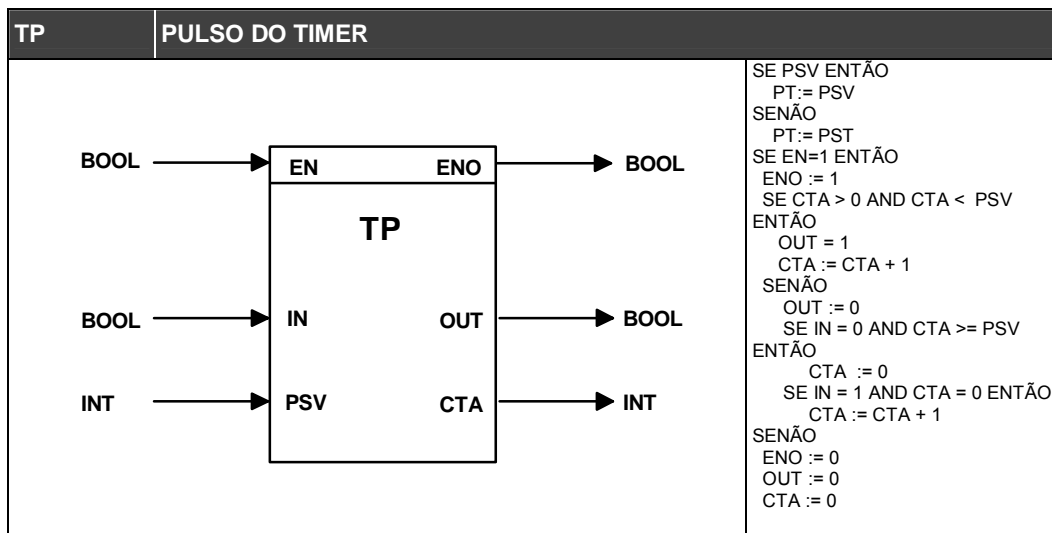 TP PULSO DO TIMER
BOOL EN ENO BOOL
TP
BOOL IN OUT BOOL
INT PSV CTA INT
SE PSV ENTÃO
PT:= PSV
SENÃO
PT:= PST
SE EN=1 ENTÃO
ENO := 1
SE CTA > 0 AND CTA < PSV
ENTÃO
OUT = 1
CTA := CTA + 1
SENÃO
OUT := 0
SE IN = 0 AND CTA >= PSV
ENTÃO
CTA := 0
SE IN = 1 AND CTA = 0 ENTÃO
CTA := CTA + 1
SENÃO
ENO := 0
OUT := 0
CTA := 0